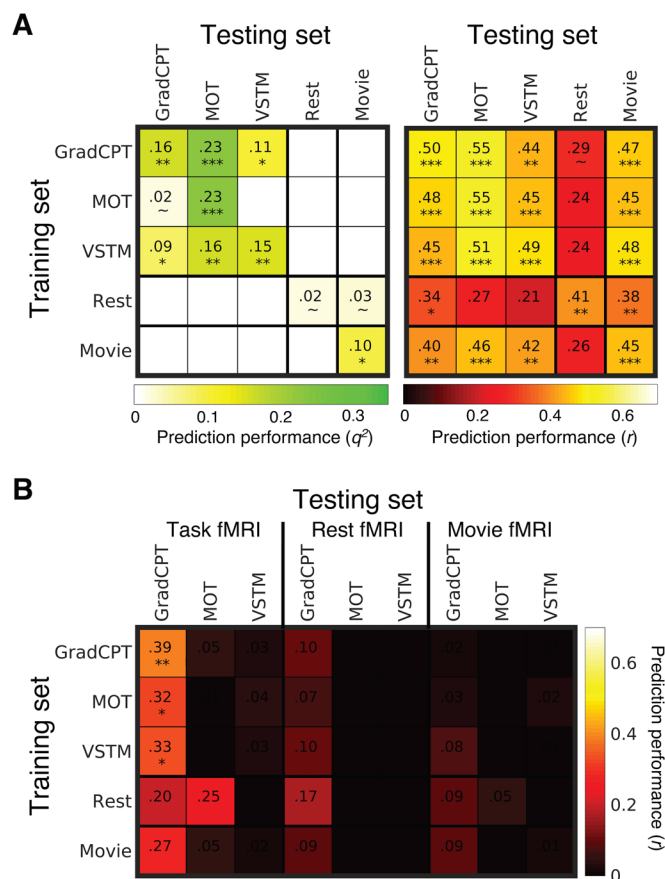 A
Testing set
Testing set
GradCPT MOT VSTM Rest Movie
GradCPT MOT VSTM Rest Movie
Training set
GradCPT .16 ** .23 *** .11 * .50 *** .55 *** .44 ** .29 ~ .47 ***
MOT .02 ~ .23 *** .48 *** .55 *** .45 *** .24 .45 ***
VSTM .09 * .16 ** .15 ** .45 *** .51 *** .49 *** .24 .48 ***
Rest .02 ~ .03 ~ .34 * .27 .21 .41 ** .38 **
Movie .10 * .40 ** .46 *** .42 ** .26 .45 ***
0 0.1 0.2 0.3
Prediction performance (q²)
0 0.2 0.4 0.6
Prediction performance (r)
B
Testing set
Task fMRI Rest fMRI Movie fMRI
GradCPT MOT VSTM GradCPT MOT VSTM GradCPT MOT VSTM
Training set
GradCPT .39 ** .05 .03 .10 .02
MOT .32 * .04 .07 .03 .02
VSTM .33 * .03 .10 .08
Rest .20 .25 .17 .09 .05
Movie .27 .05 .02 .09 .09 .01
0.6
0.4
0.2
0
Prediction performance (r)